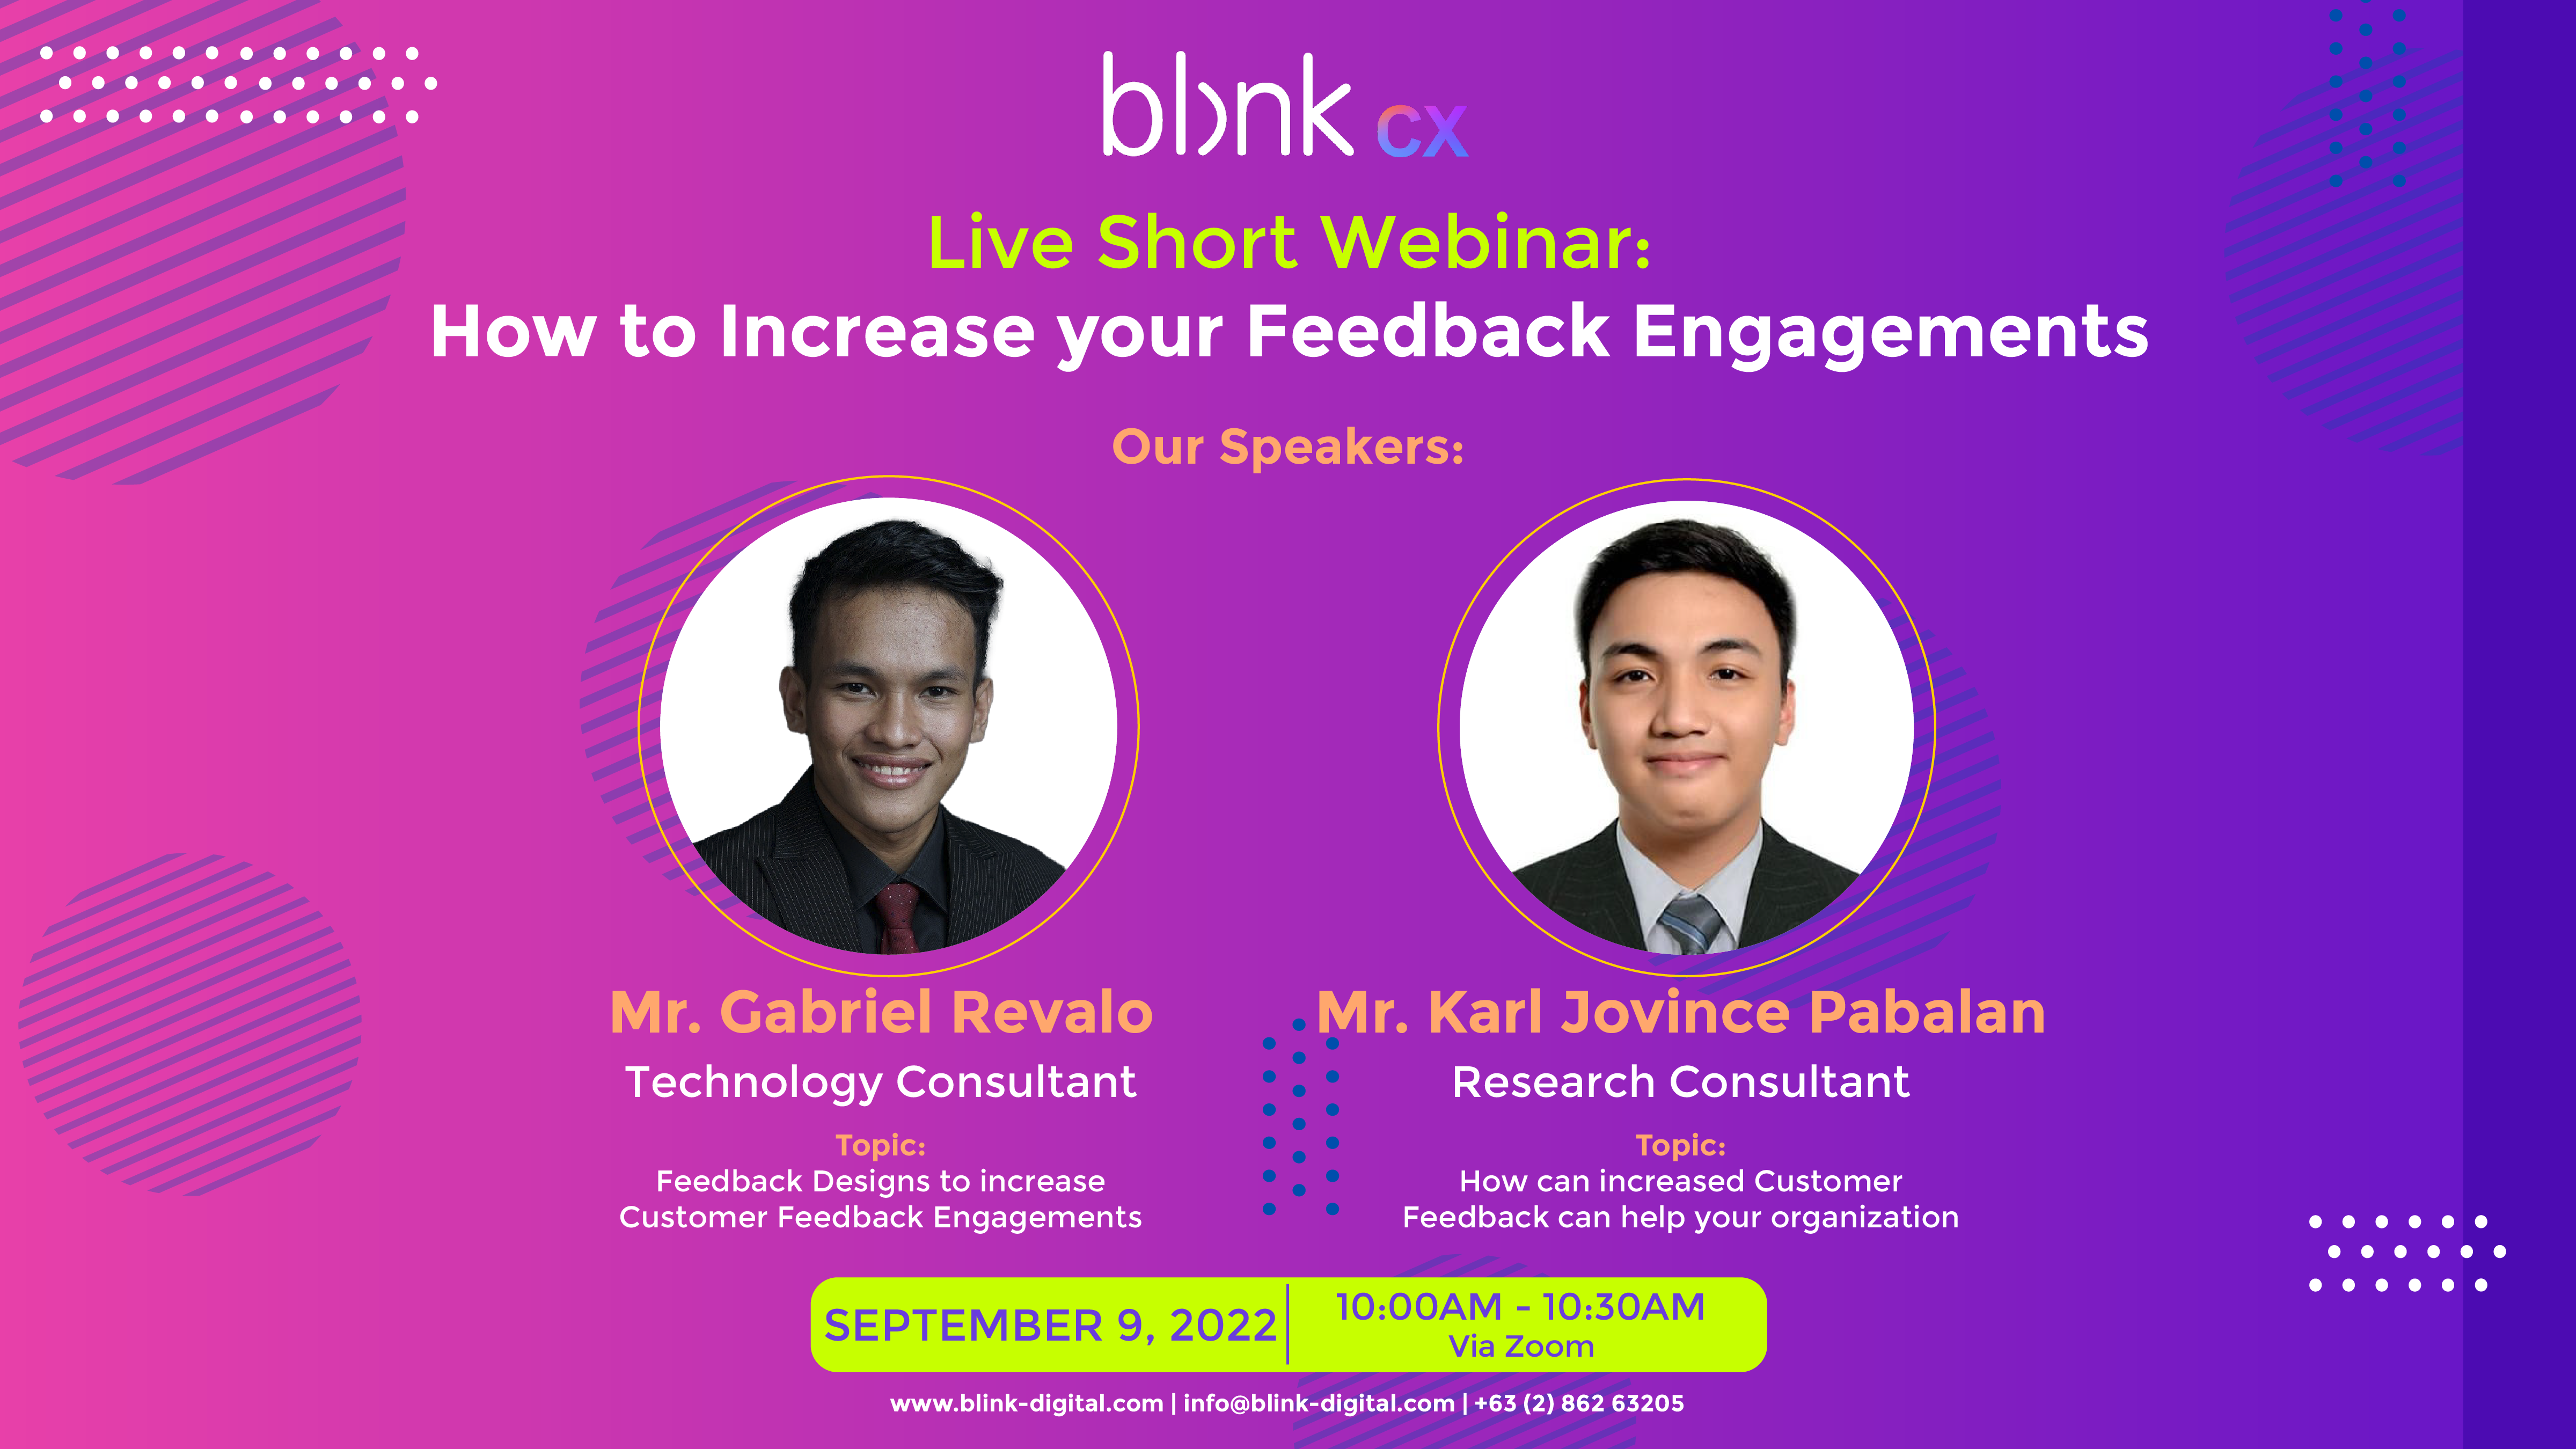 blink cx
Live Short Webinar:
How to Increase your Feedback Engagements
Our Speakers:
Mr. Gabriel Revalo
Technology Consultant
Topic:
Feedback Designs to increase
Customer Feedback Engagements
Mr. Karl Jovince Pabalan
Research Consultant
Topic:
How can increased Customer
Feedback can help your organization
SEPTEMBER 9, 2022
10:00AM - 10:30AM
Via Zoom
www.blink-digital.com | info@blink-digital.com | +63 (2) 862 63205